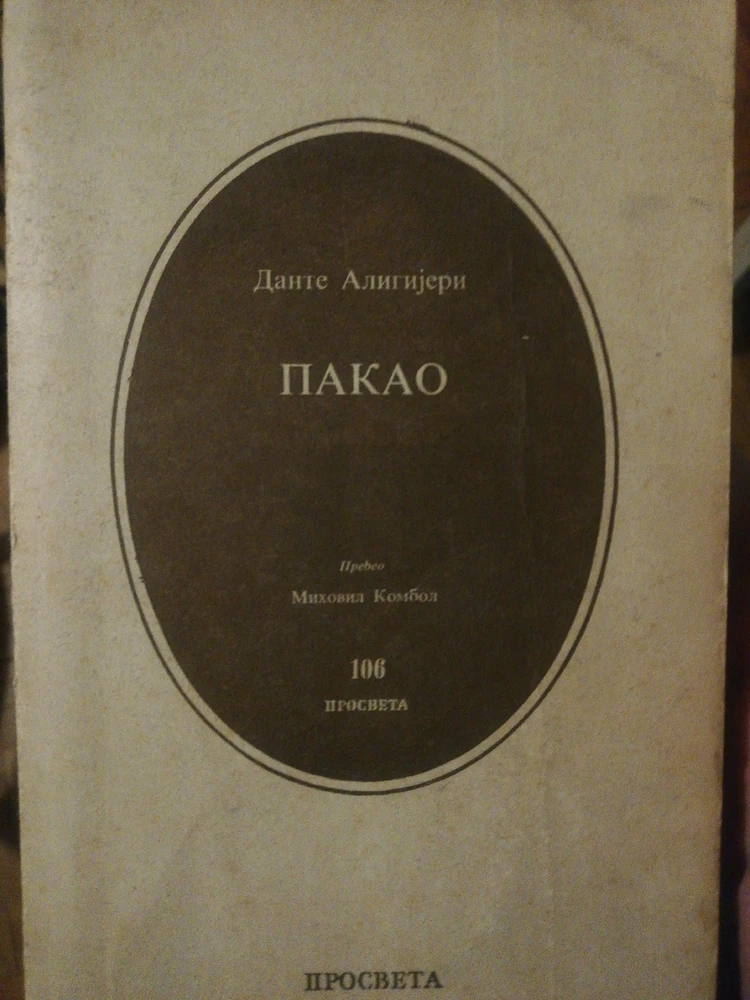 Данте Алигијери
ПАКАО
Превео
Миховил Комбол
106
ПРОСВЕТА
ПРОСВЕТА